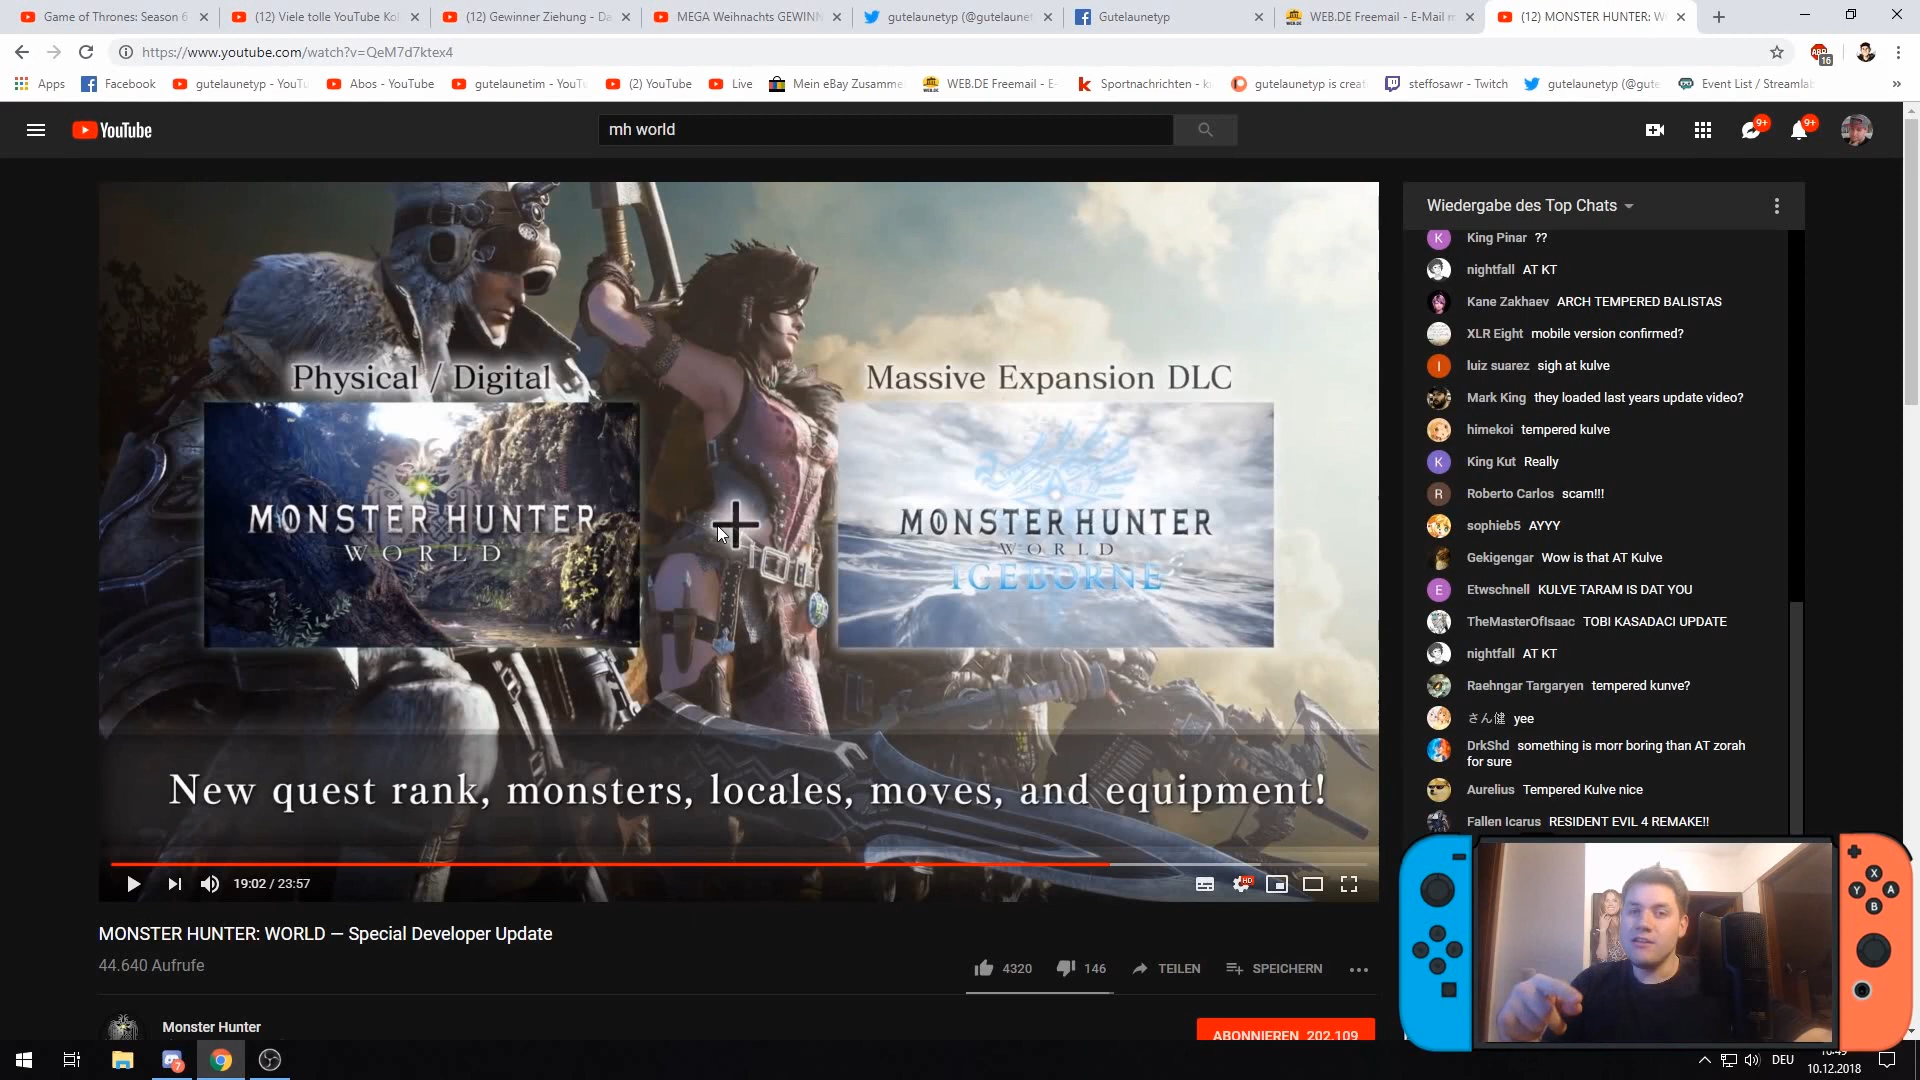 Game of Thrones: Season 6
(12) Viele tolle YouTube Kol
(12) Gewinner Ziehung - Da
MEGA Weihnachts GEWINN
gutelaunetyp (@gutelaunet
Gutelaunetyp
WEB.DE Freemail - E-Mail m
(12) MONSTER HUNTER: W
https://www.youtube.com/watch?v=QeM7d7ktex4
ABP
16
Apps
Facebook
gutelaunetyp - YouTu
Abos - YouTube
gutelaunetim - YouTu
(2) YouTube
Live
Mein eBay Zusamme
WEB.DE Freemail - E-
Sportnachrichten - ki
gutelaunetyp is creat
steffosawr - Twitch
gutelaunetyp (@gute
Event List / Streamlab
»
YouTube
mh world
9+
9+
Physical / Digital
Massive Expansion DLC
MONSTER HUNTER
WORLD
MONSTER HUNTER
WORLD
ICEBORNE
New quest rank, monsters, locales, moves, and equipment!
19:02 / 23:57
HD
MONSTER HUNTER: WORLD — Special Developer Update
44.640 Aufrufe
4320
146
TEILEN
SPEICHERN
Monster Hunter
ABONNIEREN 202.109
Wiedergabe des Top Chats
K King Pinar ??
nightfall AT KT
Kane Zakhaev ARCH TEMPERED BALISTAS
XLR Eight mobile version confirmed?
l luiz suarez sigh at kulve
Mark King they loaded last years update video?
himekoi tempered kulve
K King Kut Really
R Roberto Carlos scam!!!
sophieb5 AYYY
Gekigengar Wow is that AT Kulve
E Etwschnell KULVE TARAM IS DAT YOU
TheMasterOfIsaac TOBI KASADACI UPDATE
nightfall AT KT
Raehngar Targaryen tempered kunve?
さん健 yee
DrkShd something is morr boring than AT zorah
for sure
Aurelius Tempered Kulve nice
Fallen Icarus RESIDENT EVIL 4 REMAKE!!
X
Y
A
B
7
DEU
10.12.2018